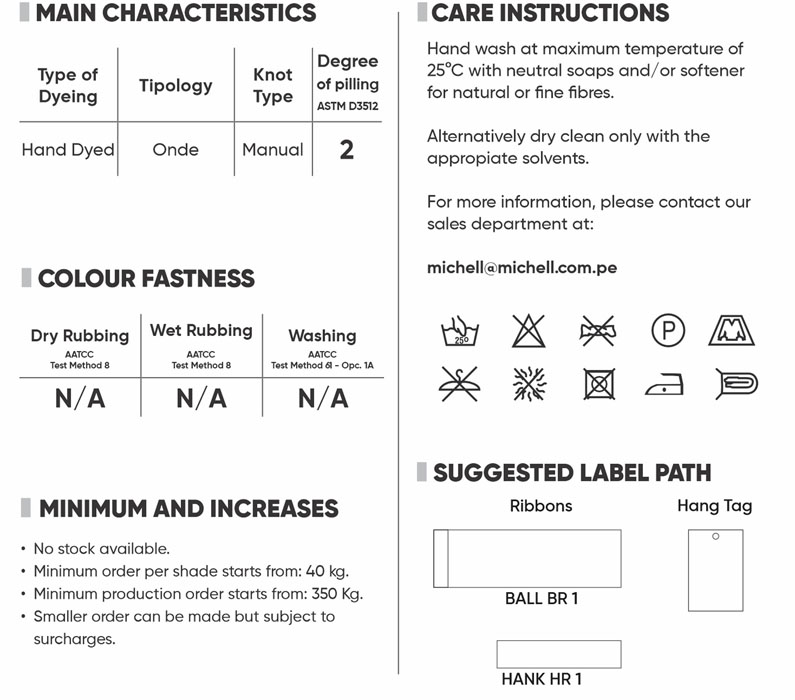 MAIN CHARACTERISTICS
Type of Dyeing
Tipology
Knot Type
Degree of pilling
ASTM D3512
Hand Dyed
Onde
Manual
2
COLOUR FASTNESS
Dry Rubbing
AATCC
Test Method 8
Wet Rubbing
AATCC
Test Method 8
Washing
AATCC
Test Method 61 - Opc. 1A
N/A
N/A
N/A
MINIMUM AND INCREASES
• No stock available.
• Minimum order per shade starts from: 40 kg.
• Minimum production order starts from: 350 Kg.
• Smaller order can be made but subject to
surcharges.
CARE INSTRUCTIONS
Hand wash at maximum temperature of
25°C with neutral soaps and/or softener
for natural or fine fibres.
Alternatively dry clean only with the
appropiate solvents.
For more information, please contact our
sales department at:
michell@michell.com.pe
25°
P
SUGGESTED LABEL PATH
Ribbons
Hang Tag
BALL BR 1
HANK HR 1